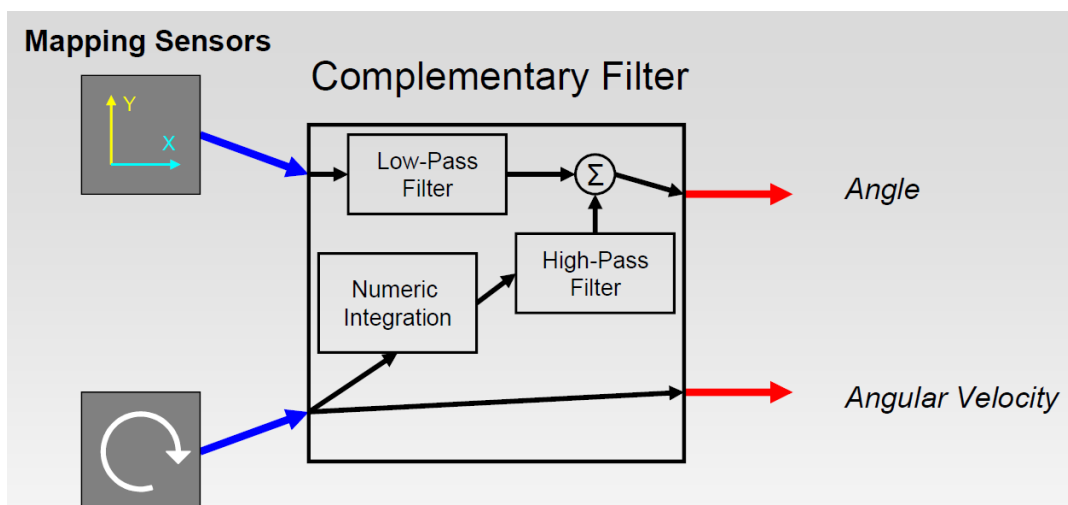 Mapping Sensors
Complementary Filter
Y
X
Low-Pass
Filter
Σ
Angle
High-Pass
Filter
Numeric
Integration
Angular Velocity